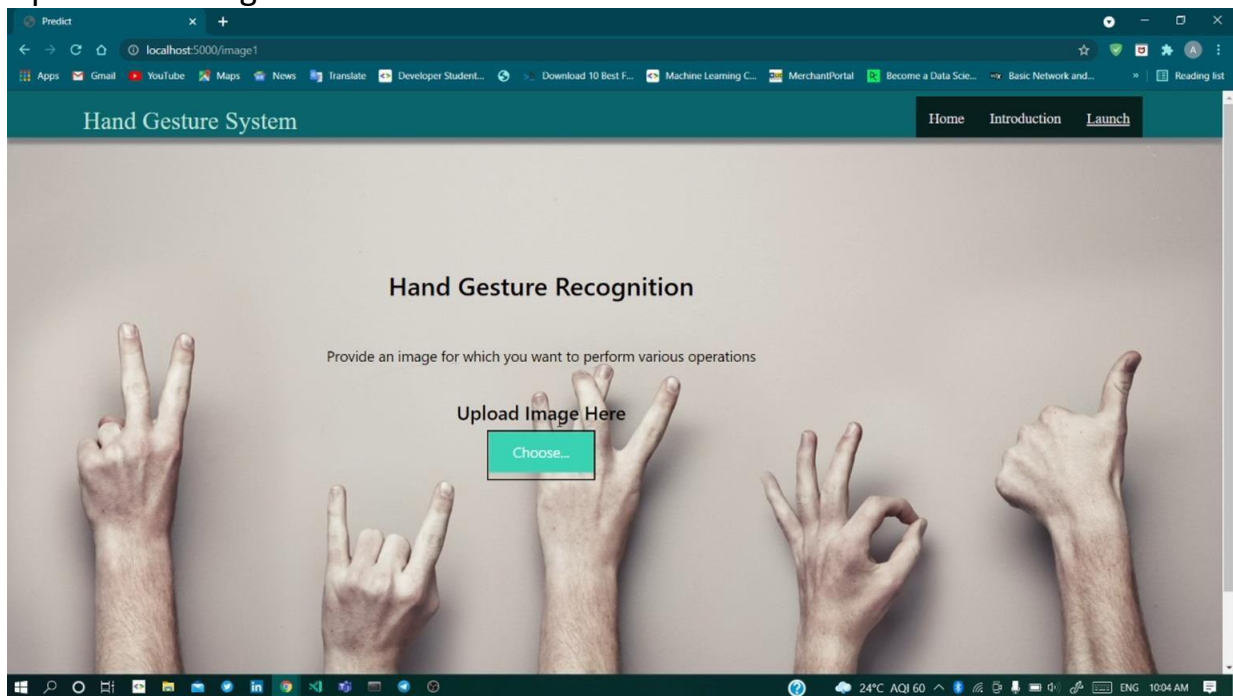 Predict
localhost:5000/image1
Apps Gmail YouTube Maps News Translate Developer Student... Download 10 Best F... Machine Learning C... MerchantPortal Become a Data Scie... Basic Network and... » Reading list
Hand Gesture System
Home Introduction Launch
Hand Gesture Recognition
Provide an image for which you want to perform various operations
Upload Image Here
Choose...
24°C AQI 60 ENG 10:04 AM